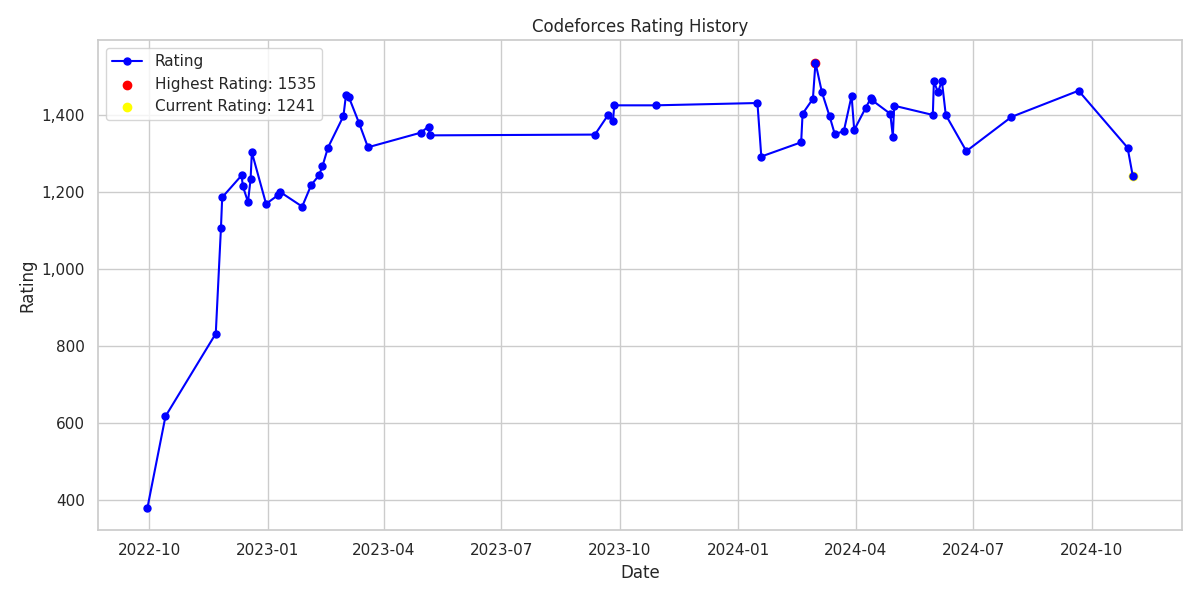 Codeforces Rating History
Rating
Highest Rating: 1535
Current Rating: 1241
Rating
1,400
1,200
1,000
800
600
400
2022-10
2023-01
2023-04
2023-07
2023-10
2024-01
2024-04
2024-07
2024-10
Date